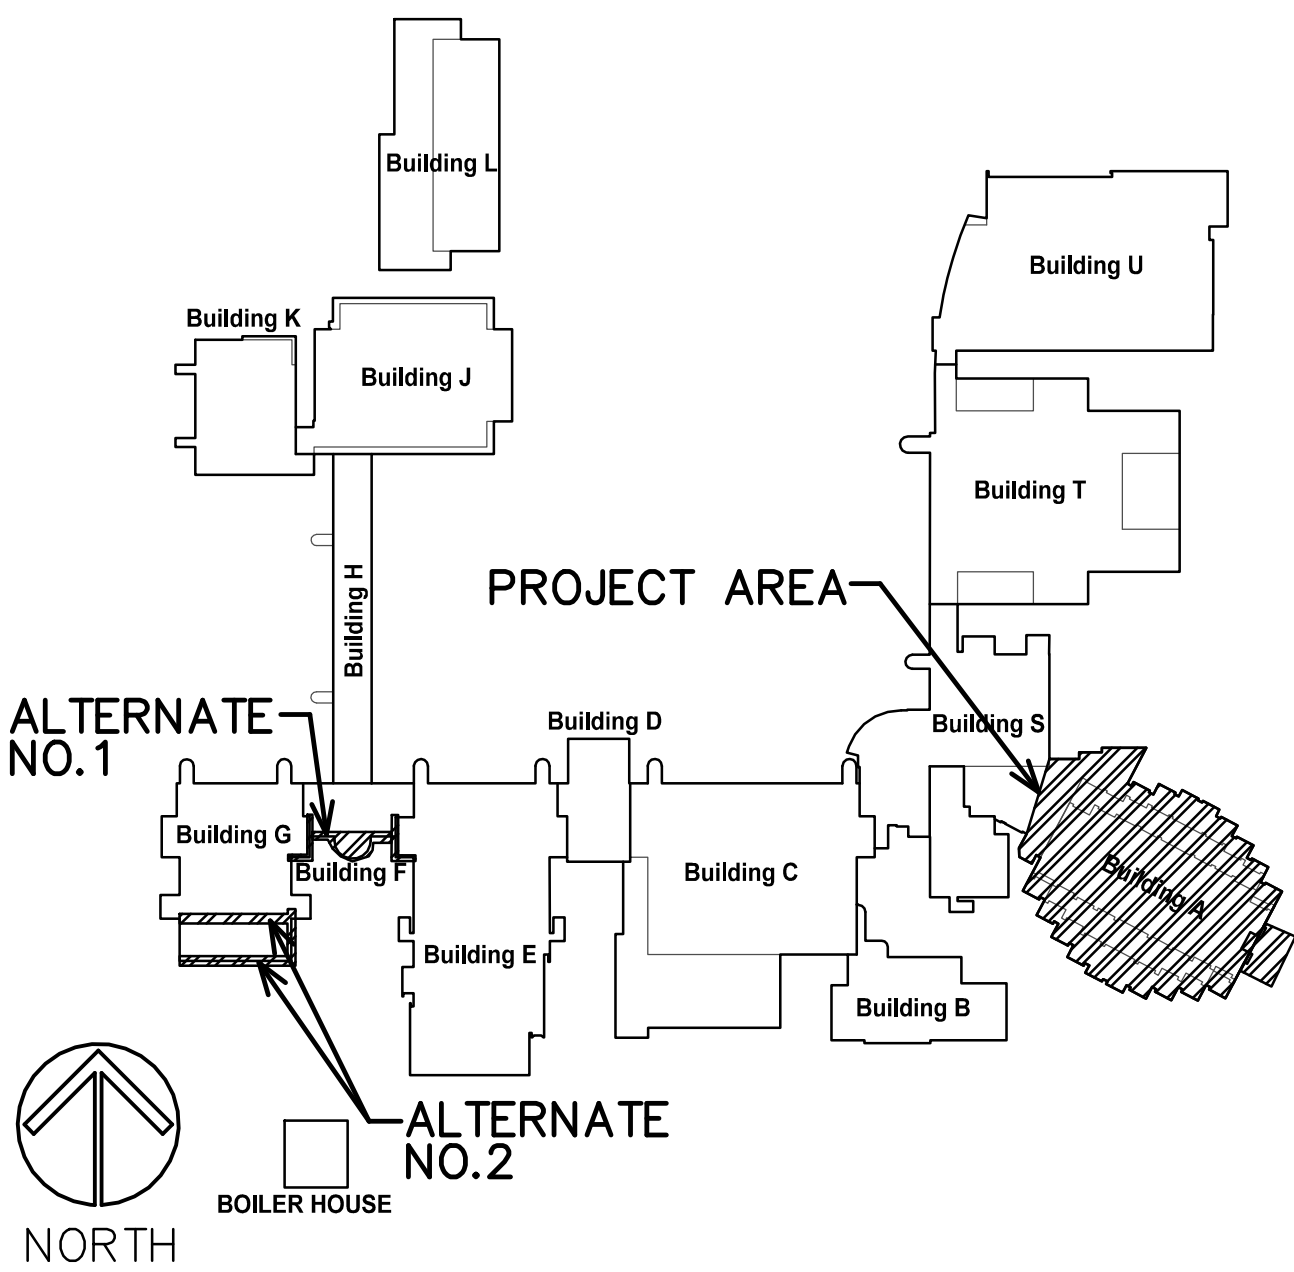 Building L
Building U
Building K
Building J
Building T
Building H
PROJECT AREA
ALTERNATE
NO.1
Building D
Building S
Building G
Building F
Building C
Building A
Building E
Building B
ALTERNATE
NO.2
BOILER HOUSE
NORTH